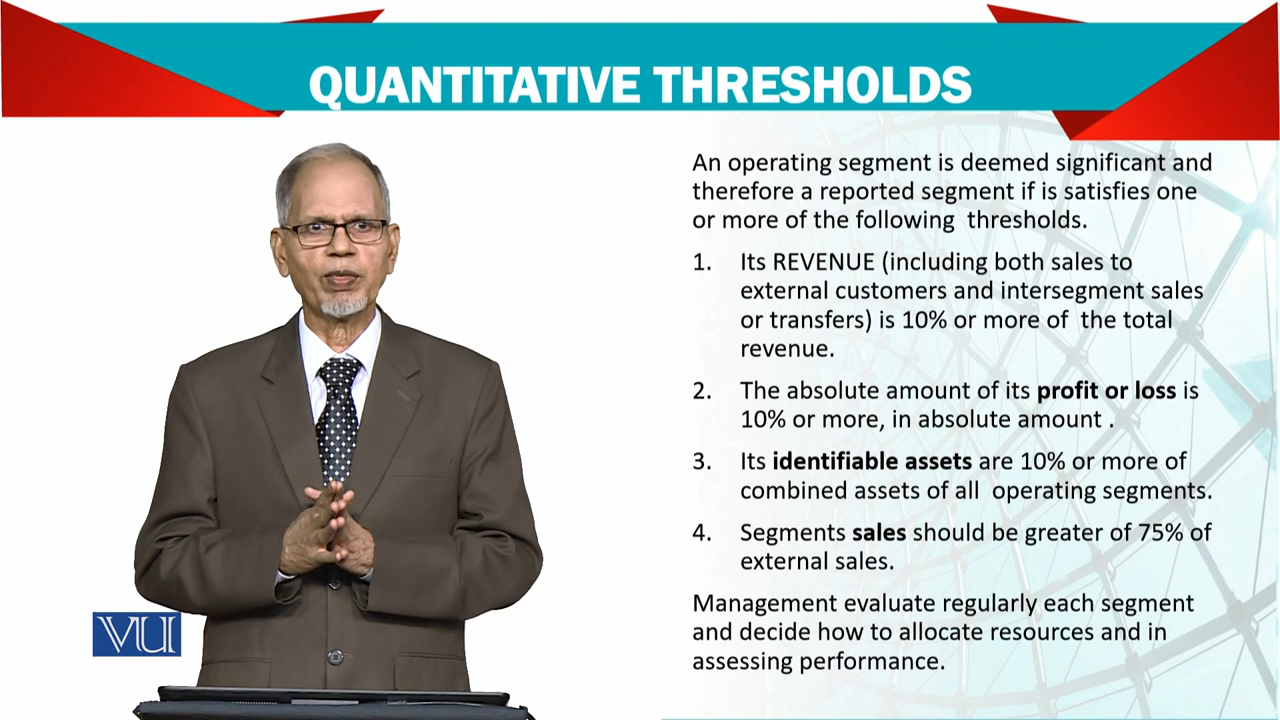 QUANTITATIVE THRESHOLDS
An operating segment is deemed significant and
therefore a reported segment if is satisfies one
or more of the following  thresholds.
1. Its REVENUE (including both sales to
external customers and intersegment sales
or transfers) is 10% or more of  the total
revenue.
2. The absolute amount of its profit or loss is
10% or more, in absolute amount .
3. Its identifiable assets are 10% or more of
combined assets of all  operating segments.
4. Segments sales should be greater of 75% of
external sales.
Management evaluate regularly each segment
and decide how to allocate resources and in
assessing performance.
VU